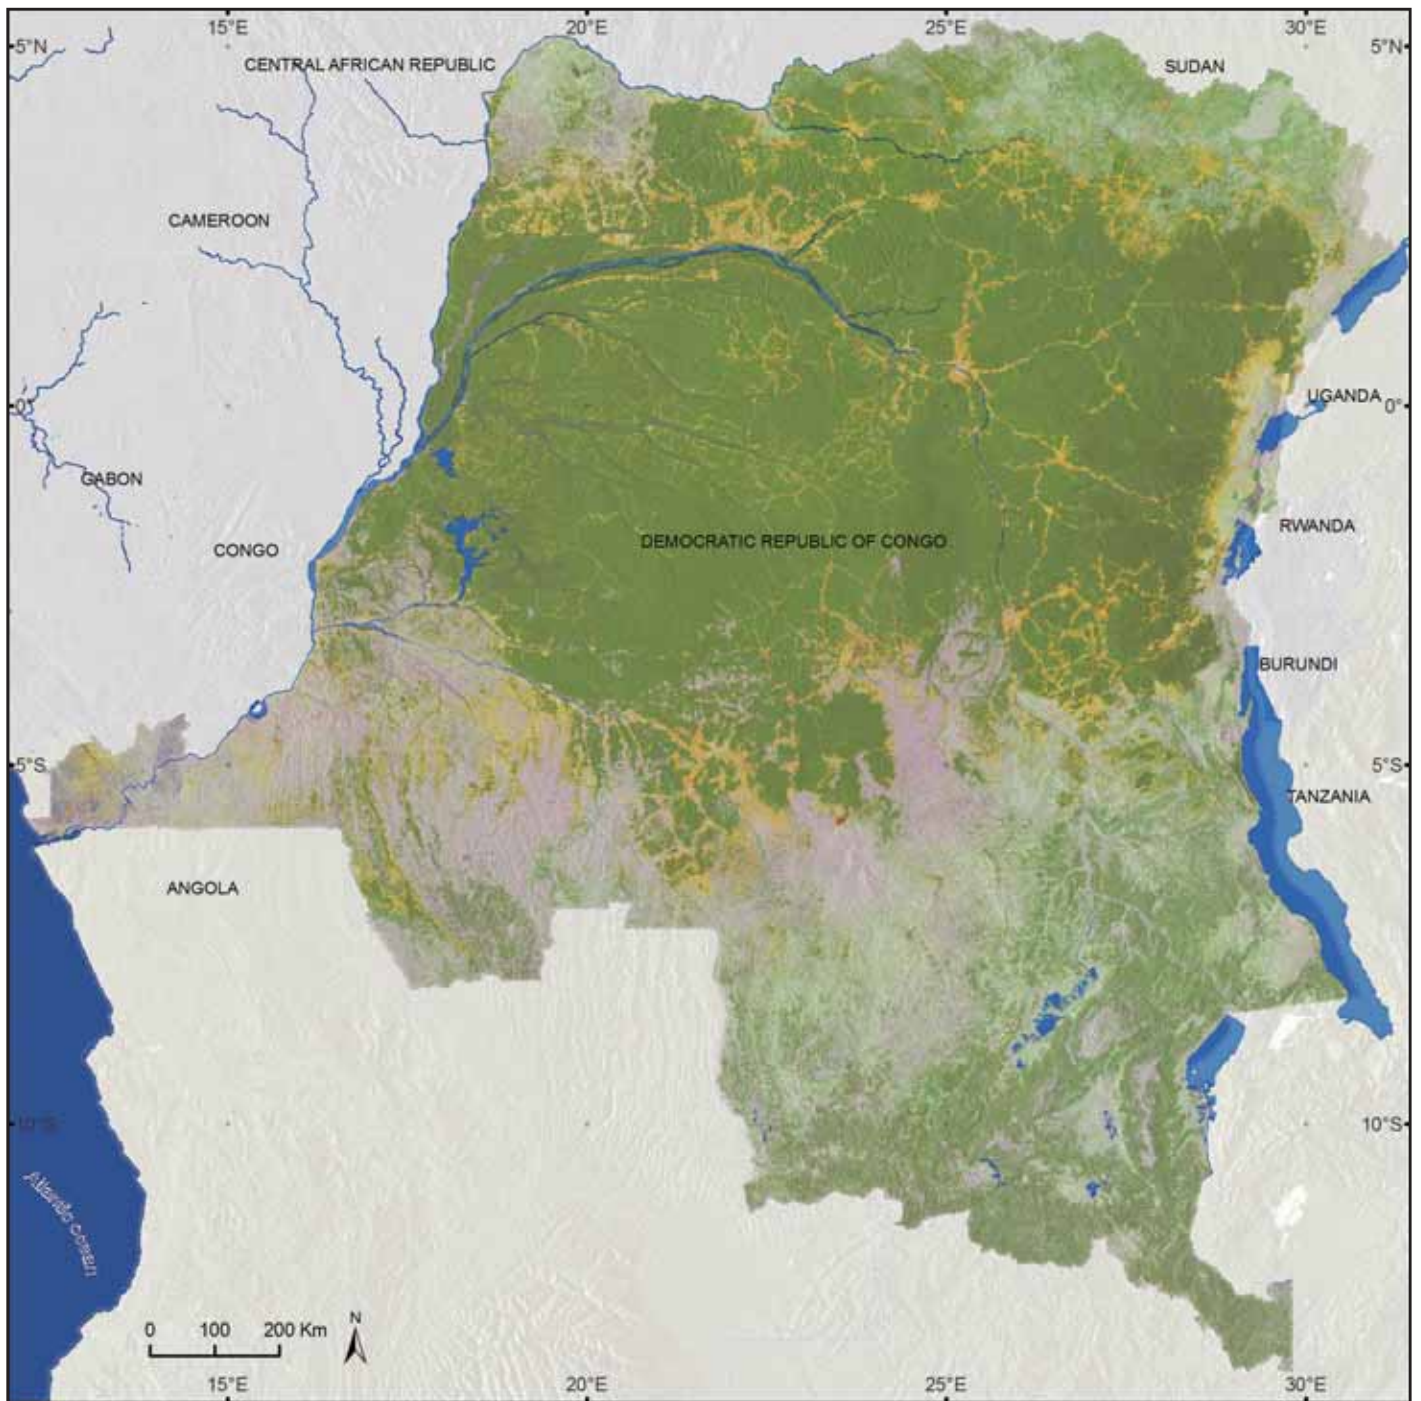 15°E 20°E 25°E 30°E
5°N 5°N
CENTRAL AFRICAN REPUBLIC SUDAN
CAMEROON
0° UGANDA 0°
GABON
RWANDA
CONGO DEMOCRATIC REPUBLIC OF CONGO
BURUNDI
5°S 5°S
TANZANIA
ANGOLA
10°S 10°S
Atlantic ocean
N
0 100 200 Km
15°E 20°E 25°E 30°E